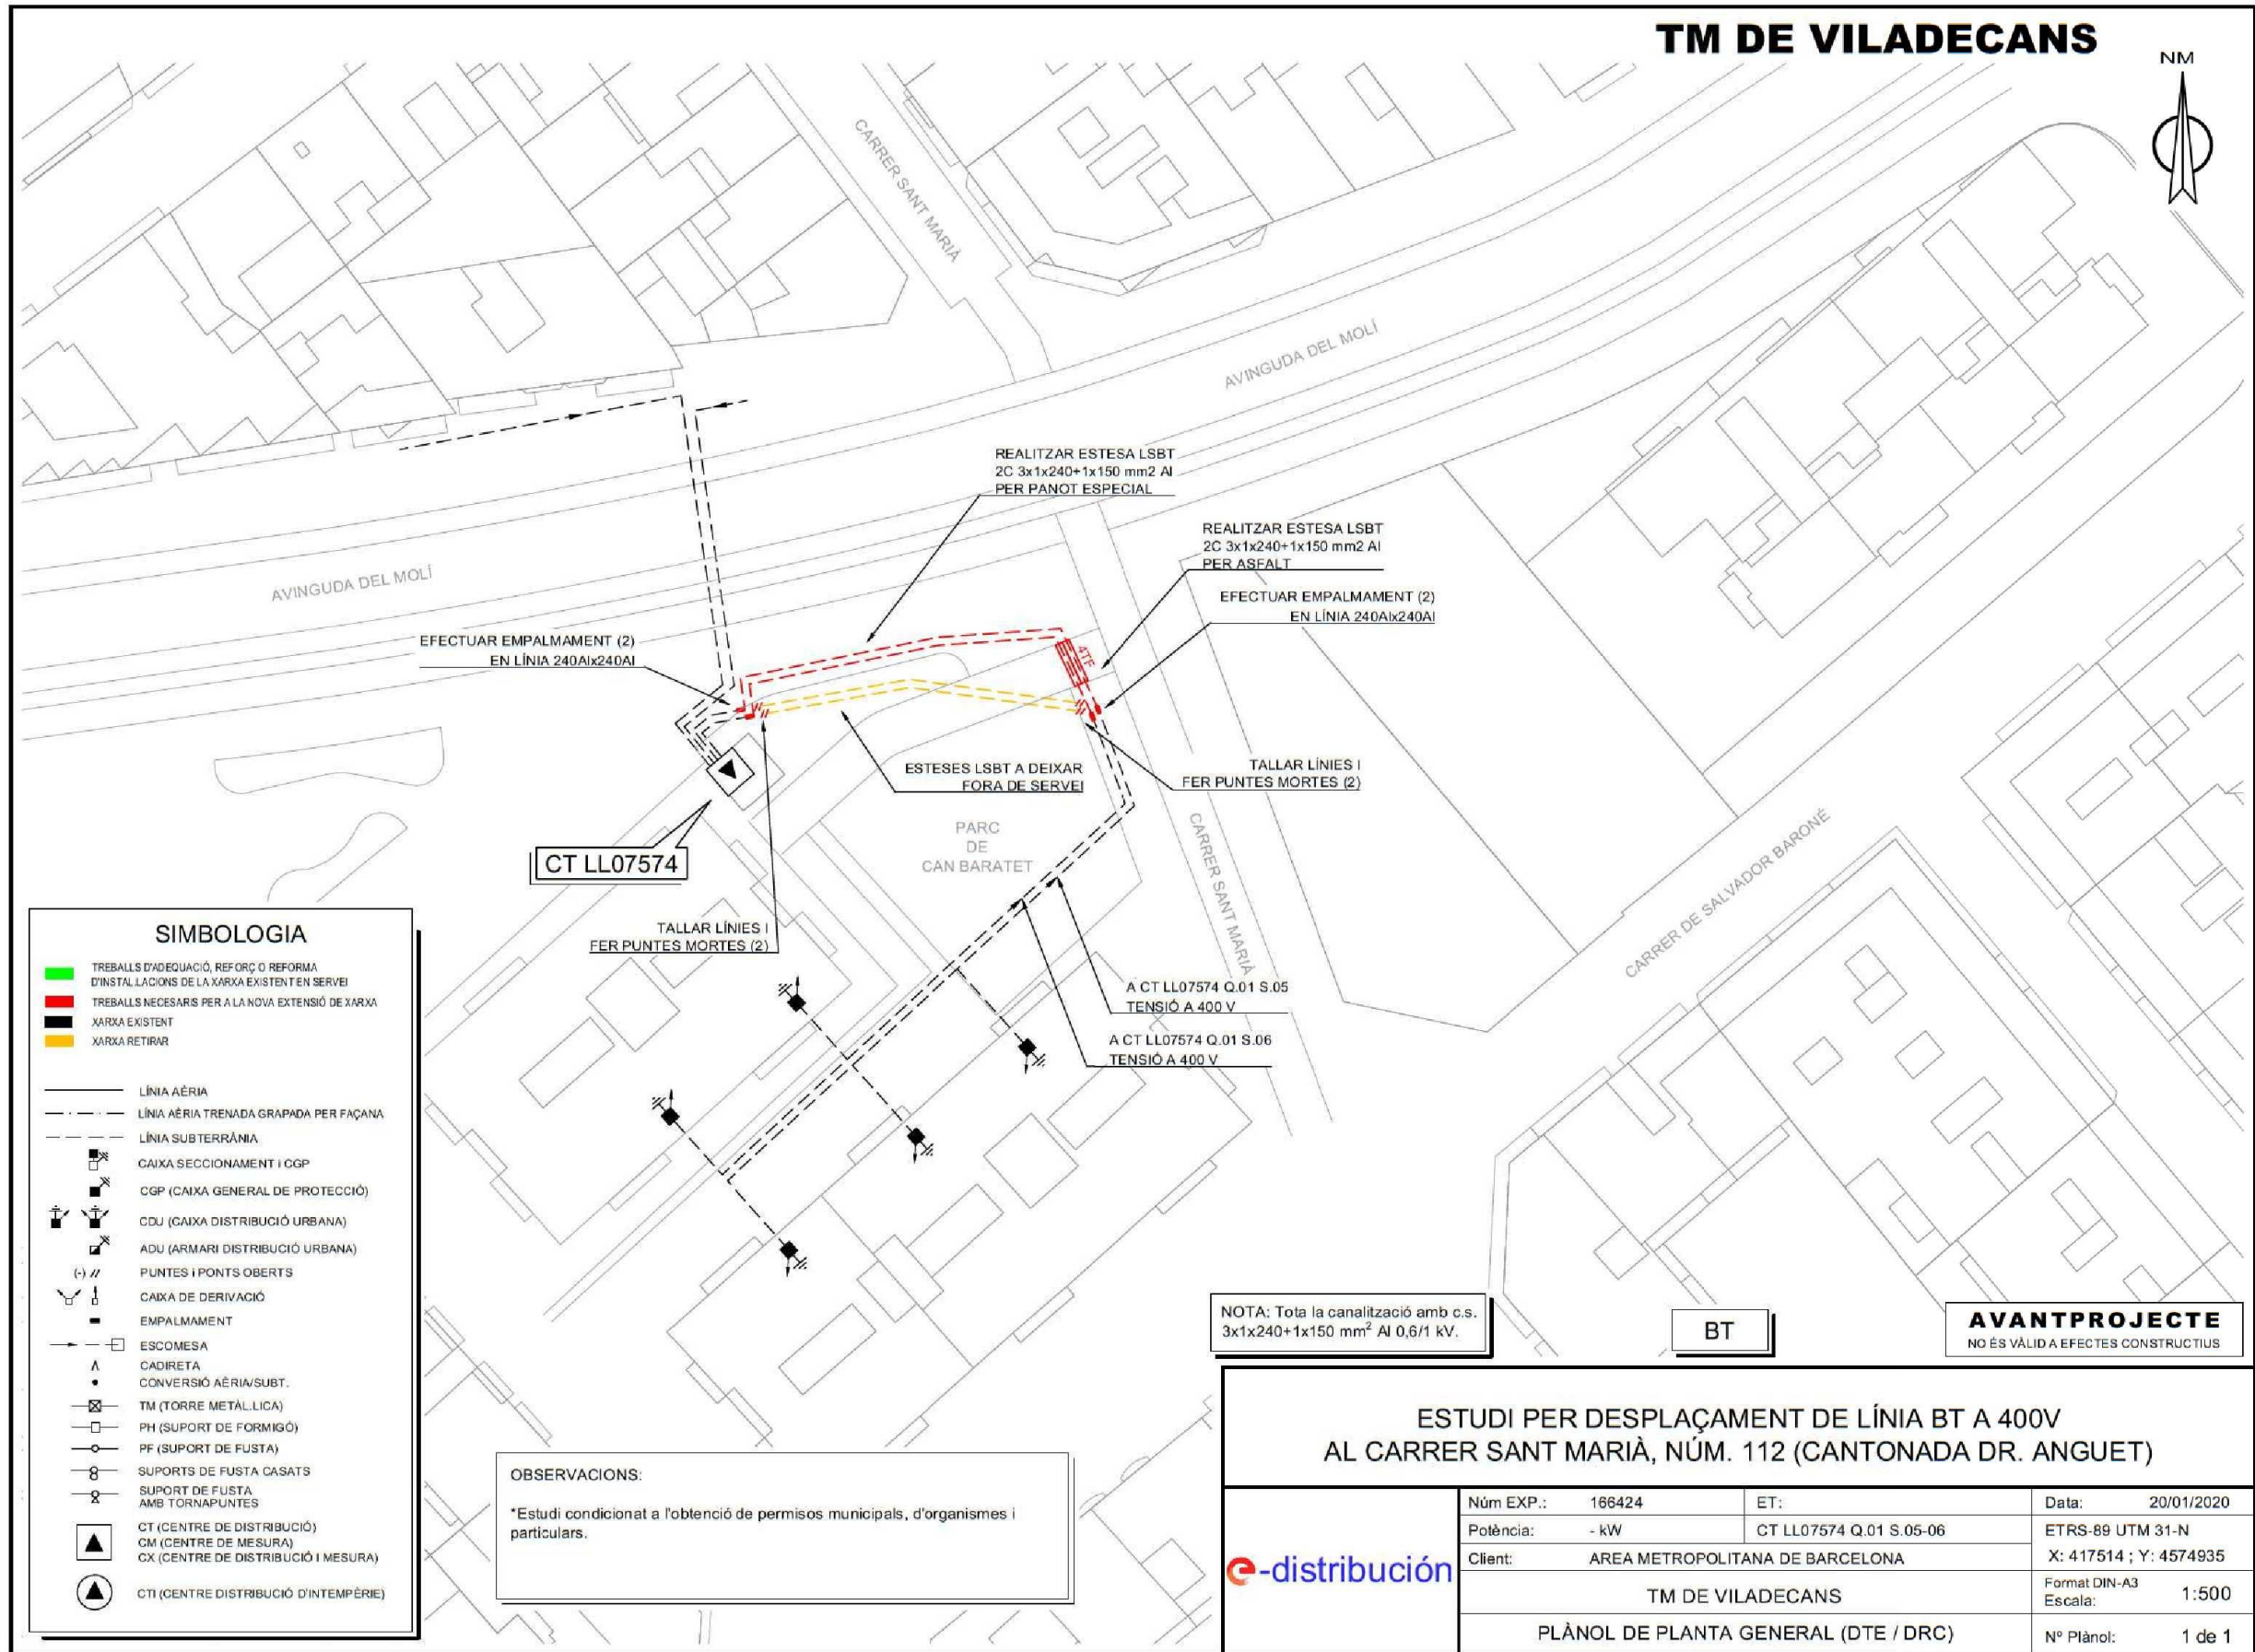 TM DE VILADECANS
NM
CARRER SANT MARIÀ
AVINGUDA DEL MOLÍ
REALITZAR ESTESA LSBT
2C 3x1x240+1x150 mm2 Al
PER PANOT ESPECIAL
REALITZAR ESTESA LSBT
2C 3x1x240+1x150 mm2 Al
PER ASFALT
AVINGUDA DEL MOLÍ
EFECTUAR EMPALMAMENT (2)
EN LÍNIA 240Alx240Al
EFECTUAR EMPALMAMENT (2)
EN LÍNIA 240Alx240Al
4TF
ESTESES LSBT A DEIXAR
FORA DE SERVEI
TALLAR LÍNIES I
FER PUNTES MORTES (2)
PARC
DE
CAN BARATET
CARRER SANT MARIÀ
CARRER DE SALVADOR BARONÉ
CT LL07574
TALLAR LÍNIES I
FER PUNTES MORTES (2)
A CT LL07574 Q.01 S.05
TENSIÓ A 400 V
A CT LL07574 Q.01 S.06
TENSIÓ A 400 V
SIMBOLOGIA
TREBALLS D'ADEQUACIÓ, REFORÇ O REFORMA
D'INSTAL.LACIONS DE LA XARXA EXISTENT EN SERVEI
TREBALLS NECESARIS PER A LA NOVA EXTENSIÓ DE XARXA
XARXA EXISTENT
XARXA RETIRAR
LÍNIA AÈRIA
LÍNIA AÈRIA TRENADA GRAPADA PER FAÇANA
LÍNIA SUBTERRÀNIA
CAIXA SECCIONAMENT i CGP
CGP (CAIXA GENERAL DE PROTECCIÓ)
CDU (CAIXA DISTRIBUCIÓ URBANA)
ADU (ARMARI DISTRIBUCIÓ URBANA)
(-) // PUNTES i PONTS OBERTS
CAIXA DE DERIVACIÓ
EMPALMAMENT
ESCOMESA
CADIRETA
CONVERSIÓ AÈRIA/SUBT.
TM (TORRE METÀL.LICA)
PH (SUPORT DE FORMIGÓ)
PF (SUPORT DE FUSTA)
SUPORTS DE FUSTA CASATS
SUPORT DE FUSTA
AMB TORNAPUNTES
CT (CENTRE DE DISTRIBUCIÓ)
CM (CENTRE DE MESURA)
CX (CENTRE DE DISTRIBUCIÓ I MESURA)
CTI (CENTRE DISTRIBUCIÓ D'INTEMPÈRIE)
OBSERVACIONS:
*Estudi condicionat a l'obtenció de permisos municipals, d'organismes i
particulars.
NOTA: Tota la canalització amb c.s.
3x1x240+1x150 mm² Al 0,6/1 kV.
BT
AVANTPROJECTE
NO ÉS VÀLID A EFECTES CONSTRUCTIUS
ESTUDI PER DESPLAÇAMENT DE LÍNIA BT A 400V
AL CARRER SANT MARIÀ, NÚM. 112 (CANTONADA DR. ANGUET)
e-distribución
Núm EXP.: 166424 ET: Data: 20/01/2020
Potència: - kW CT LL07574 Q.01 S.05-06 ETRS-89 UTM 31-N
Client: AREA METROPOLITANA DE BARCELONA X: 417514 ; Y: 4574935
TM DE VILADECANS Format DIN-A3
Escala: 1:500
PLÀNOL DE PLANTA GENERAL (DTE / DRC) Nº Plànol: 1 de 1